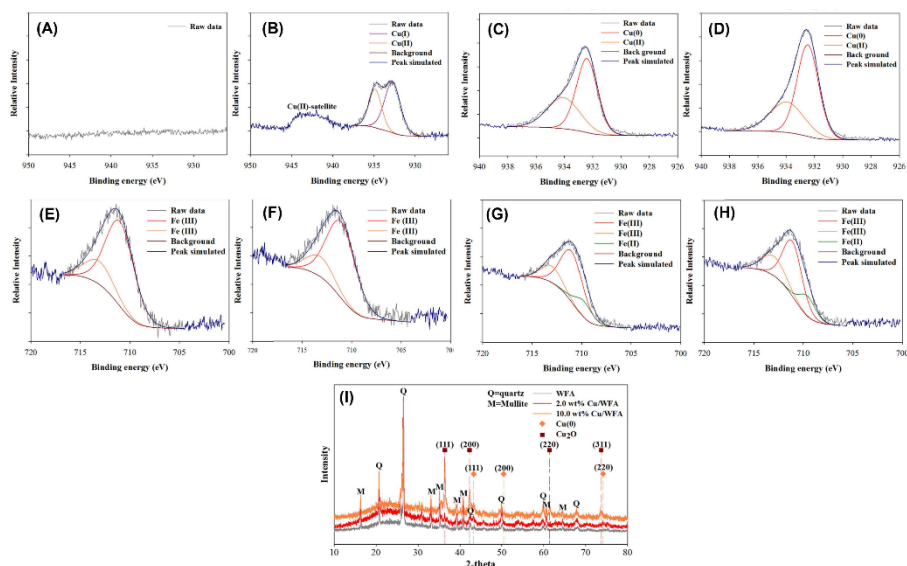 (A)
Raw data
Relative Intensity
950 940 930
Binding energy (eV)
(B)
Raw data
Cu(I)
Cu(II)
Background
Peak simulated
Cu(II)-satellite
Relative Intensity
950 940 930
Binding energy (eV)
(C)
Raw data
Cu(0)
Cu(II)
Back ground
Peak simulated
Relative Intensity
940 938 936 934 932 930 928 926
Binding energy (eV)
(D)
Raw data
Cu(0)
Cu(II)
Back ground
Peak simulated
Relative Intensity
940 938 936 934 932 930 928 926
Binding energy (eV)
(E)
Raw data
Fe (III)
Fe (III)
Background
Peak simulated
Relative Intensity
720 715 710 705 700
Binding energy (eV)
(F)
Raw data
Fe (III)
Fe (III)
Background
Peak simulated
Relative Intensity
720 715 710 705 70
Binding energy (eV)
(G)
Raw data
Fe(III)
Fe(III)
Fe(II)
Background
Peak simulated
Relative Intensity
720 715 710 705 700
Binding energy (eV)
(H)
Raw data
Fe(III)
Fe(III)
Fe(II)
Background
Peak simulated
Relative Intensity
720 715 710 705 700
Binding energy (eV)
(I)
Q=quartz
M=Mullite
WFA
2.0 wt% Cu/WFA
10.0 wt% Cu/WFA
Cu(0)
Cu2O
Q
(111) (200) (220) (311)
(111) (200) (220)
M Q M M M M Q Q Q M M Q
Intensity
10 20 30 40 50 60 70 80
2-theta